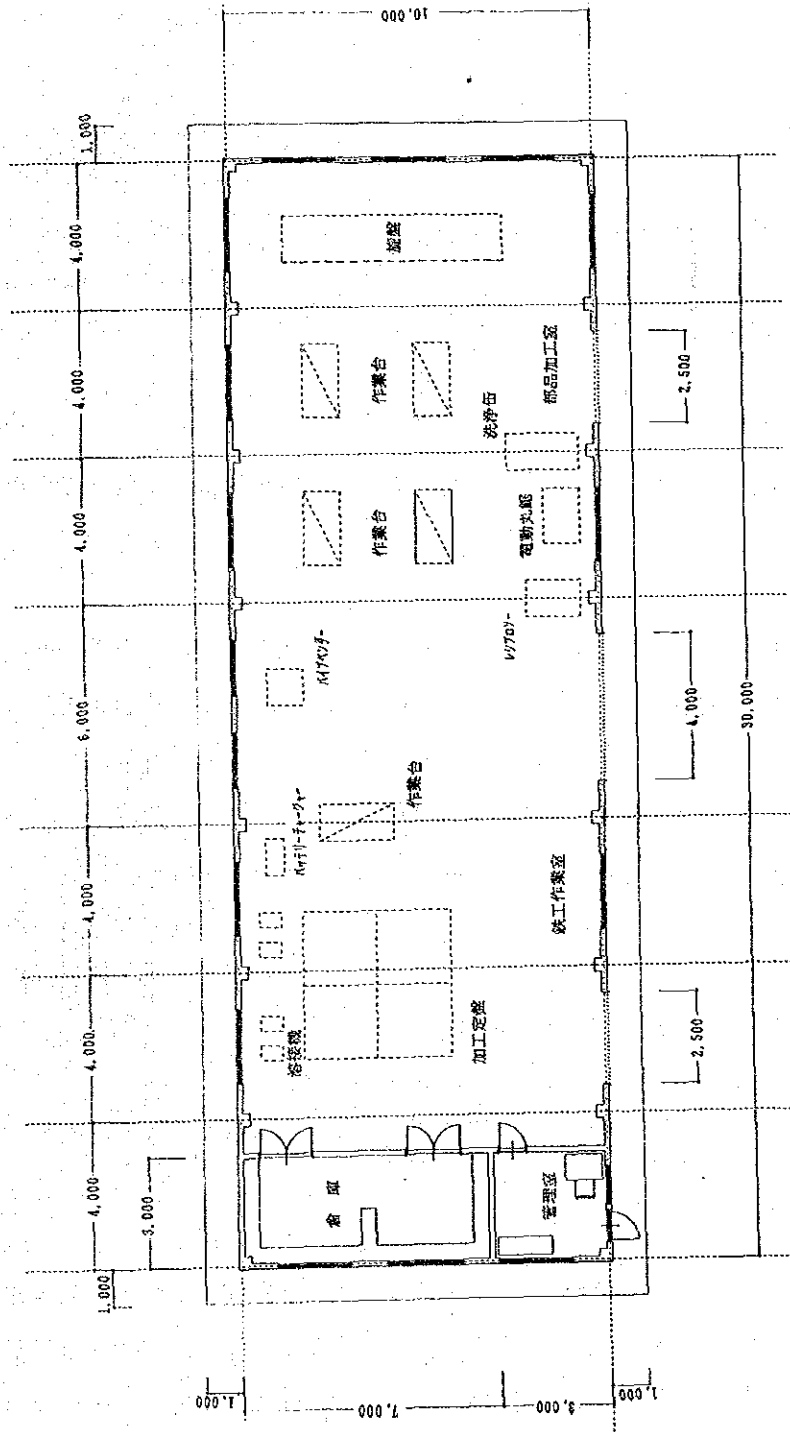 10,000
1,000
4,000
4,000
4,000
6,000
4,000
4,000
4,000
3,000
1,000
旋盤
作業台
部品加工室
洗浄缶
作業台
電動丸鋸
レシプロソー
パイプベンダー
作業台
バッテリーチャージャー
鉄工作業室
加工定盤
溶接機
倉庫
管理室
2,500
4,000
2,500
30,000
1,000
7,000
3,000
1,000